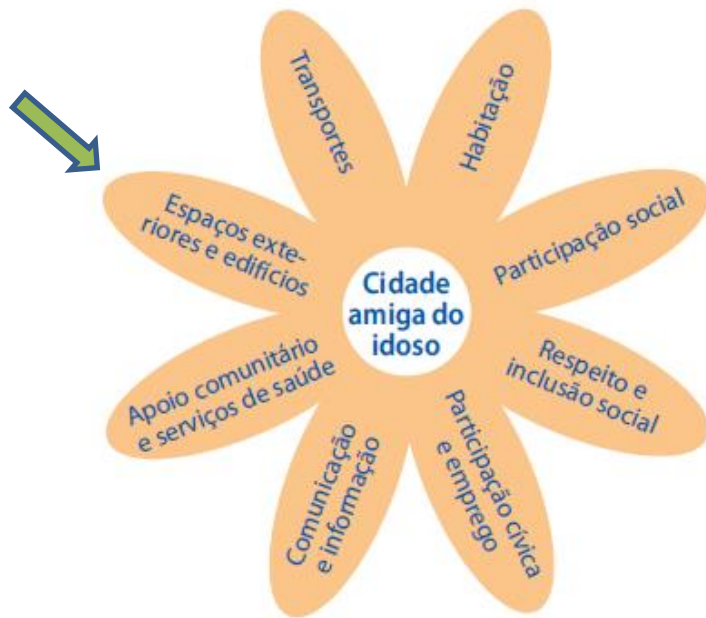 Transportes
Habitação
Participação social
Respeito e
inclusão social
Participação cívica
e emprego
Comunicação
e informação
Apoio comunitário
e serviços de saúde
Espaços exte-
riores e edifícios
Cidade
amiga do
idoso